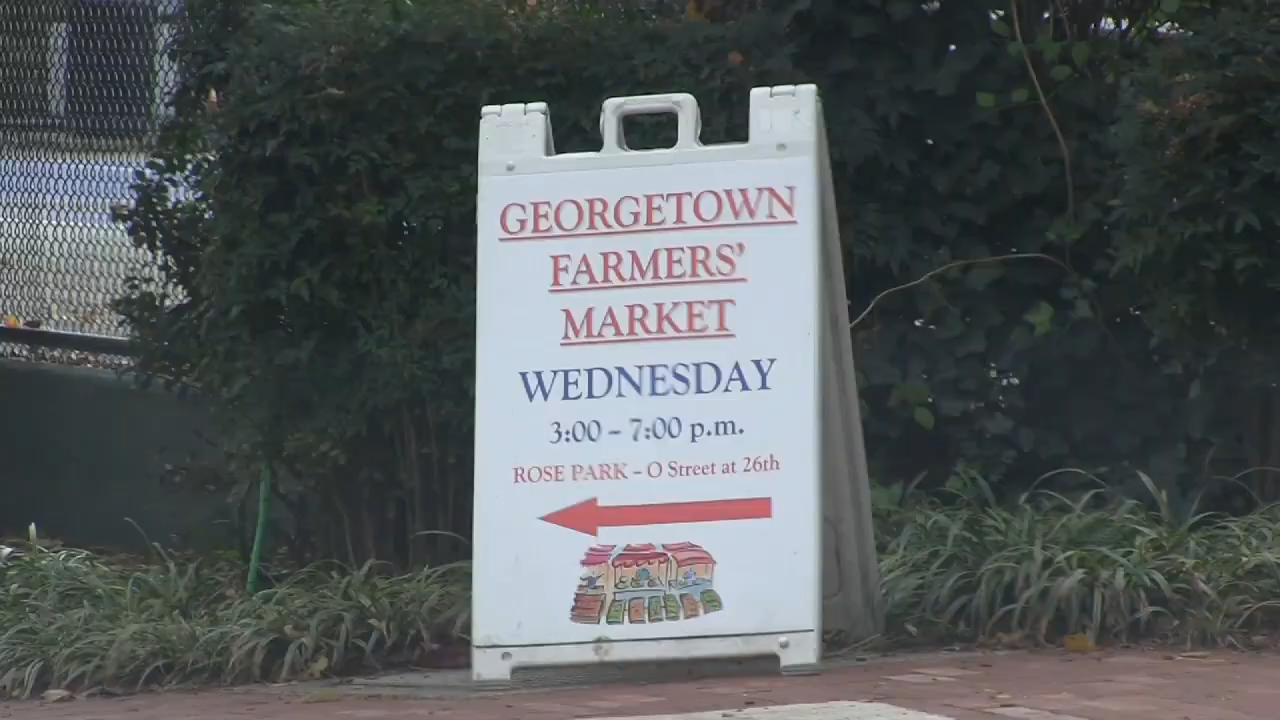 GEORGETOWN
FARMERS'
MARKET
WEDNESDAY
3:00 – 7:00 p.m.
ROSE PARK – O Street at 26th